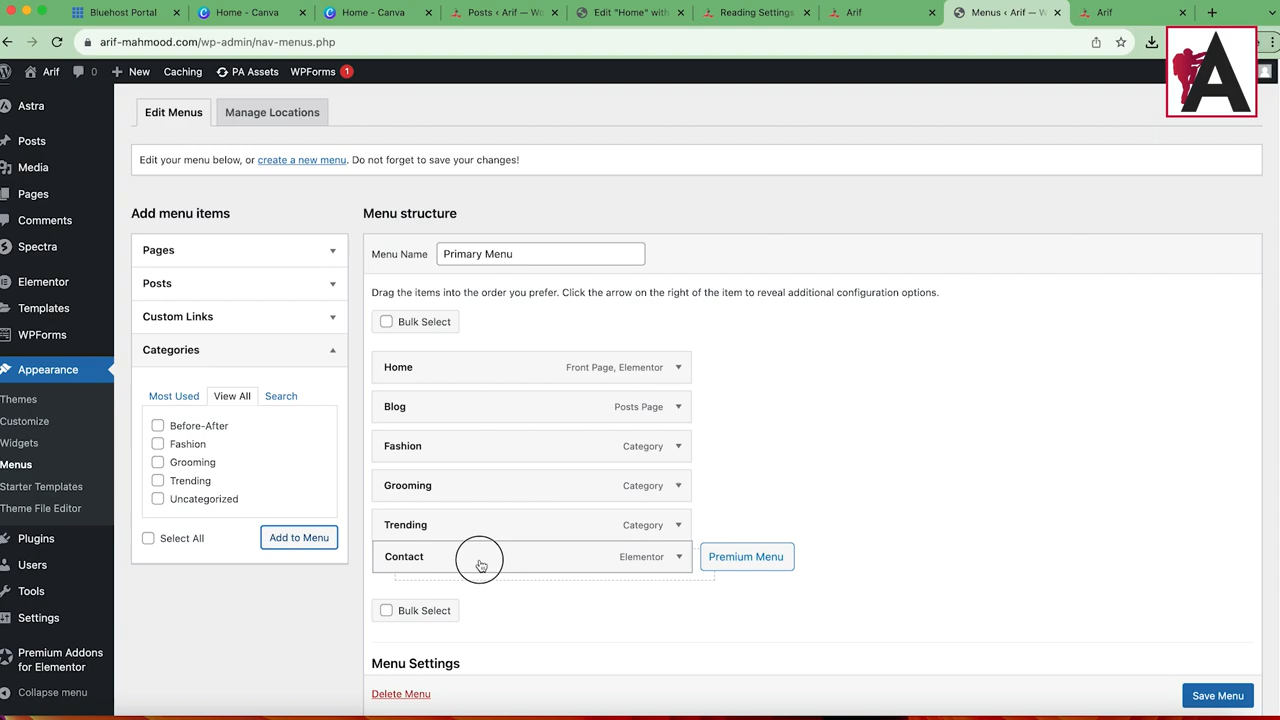 Bluehost Portal
Home - Canva
Home - Canva
Posts ‹ Arif — Wo
Edit "Home" with
Reading Settings
Arif
Menus ‹ Arif — W
Arif
arif-mahmood.com/wp-admin/nav-menus.php
Arif
0
New
Caching
PA Assets
WPForms
1
A
Astra
Posts
Media
Pages
Comments
Spectra
Elementor
Templates
WPForms
Appearance
Themes
Customize
Widgets
Menus
Starter Templates
Theme File Editor
Plugins
Users
Tools
Settings
Premium Addons
for Elementor
Collapse menu
Edit Menus
Manage Locations
Edit your menu below, or create a new menu. Do not forget to save your changes!
Add menu items
Pages
Posts
Custom Links
Categories
Most Used
View All
Search
Before-After
Fashion
Grooming
Trending
Uncategorized
Select All
Add to Menu
Menu structure
Menu Name
Primary Menu
Drag the items into the order you prefer. Click the arrow on the right of the item to reveal additional configuration options.
Bulk Select
Home
Front Page, Elementor
Blog
Posts Page
Fashion
Category
Grooming
Category
Trending
Category
Contact
Elementor
Premium Menu
Bulk Select
Menu Settings
Delete Menu
Save Menu